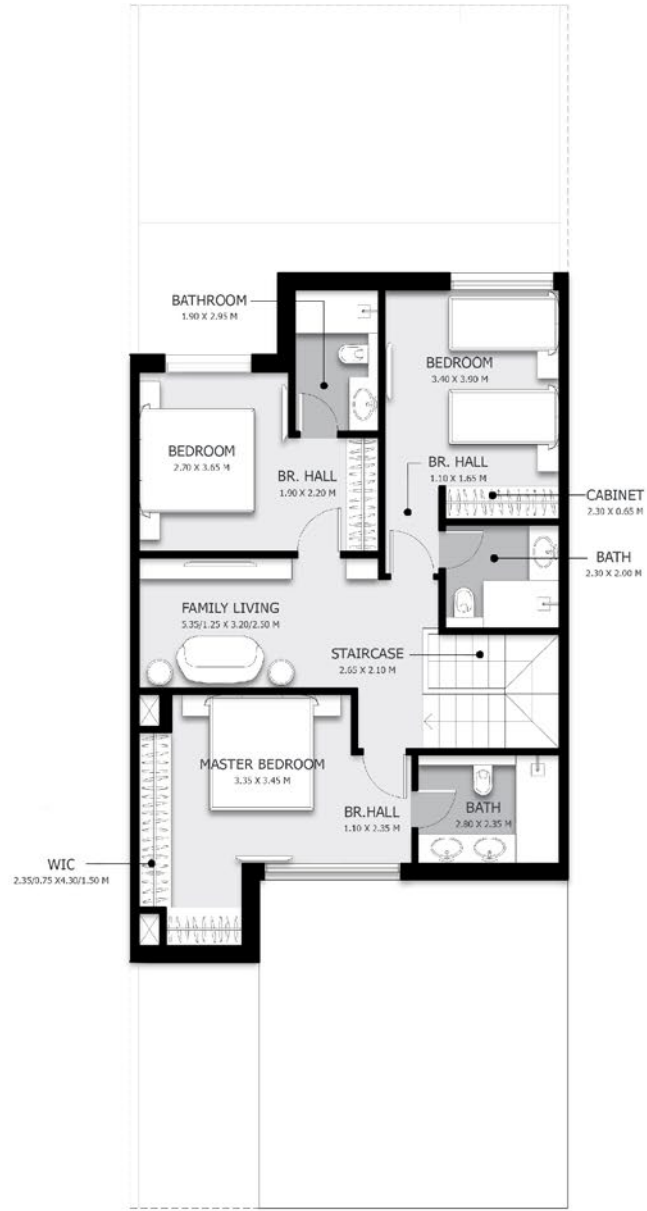 BATHROOM
1.90 X 2.95 M
BEDROOM
3.40 X 3.90 M
BEDROOM
2.70 X 3.65 M
BR. HALL
1.90 X 2.20 M
BR. HALL
1.10 X 1.65 M
CABINET
2.30 X 0.65 M
BATH
2.30 X 2.00 M
FAMILY LIVING
5.35/1.25 X 3.20/2.50 M
STAIRCASE
2.65 X 2.10 M
MASTER BEDROOM
3.35 X 3.45 M
BR.HALL
1.10 X 2.35 M
BATH
2.80 X 2.35 M
WIC
2.35/0.75 X4.30/1.50 M